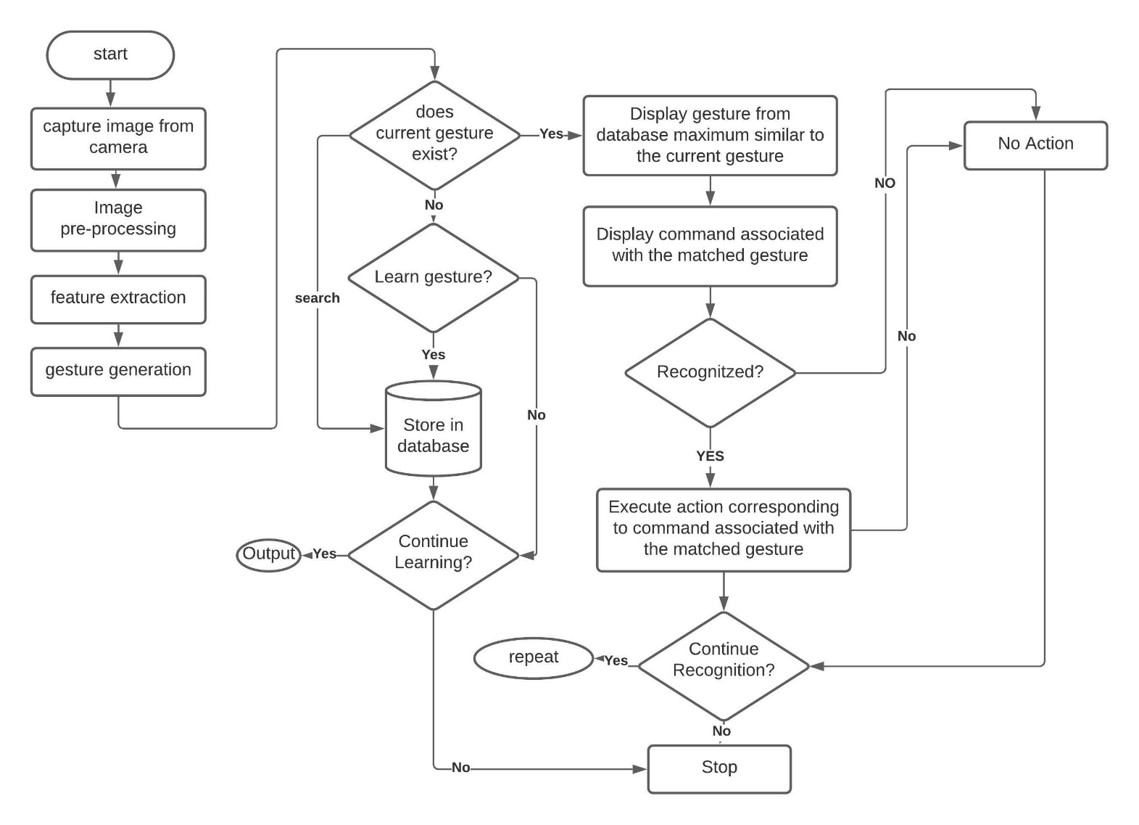 start
capture image from
camera
Image
pre-processing
feature extraction
gesture generation
does
current gesture
exist?
Yes
No
search
Learn gesture?
Yes
No
Store in
database
Continue
Learning?
Yes
Output
No
Display gesture from
database maximum similar to
the current gesture
Display command associated
with the matched gesture
Recognitzed?
NO
YES
No Action
No
Execute action corresponding
to command associated with
the matched gesture
Continue
Recognition?
Yes
repeat
No
Stop